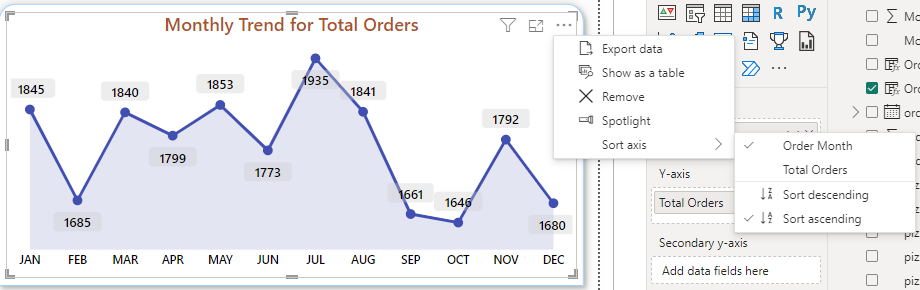 Monthly Trend for Total Orders
1845
1685
1840
1799
1853
1773
1935
1841
1661
1646
1792
1680
JAN FEB MAR APR MAY JUN JUL AUG SEP OCT NOV DEC
Export data
Show as a table
Remove
Spotlight
Sort axis
Order Month
Total Orders
Sort descending
Sort ascending
R Py
Y-axis
Total Orders
Secondary y-axis
Add data fields here
Σ Mo
Mo
Ord
Or
ord
piz
piz